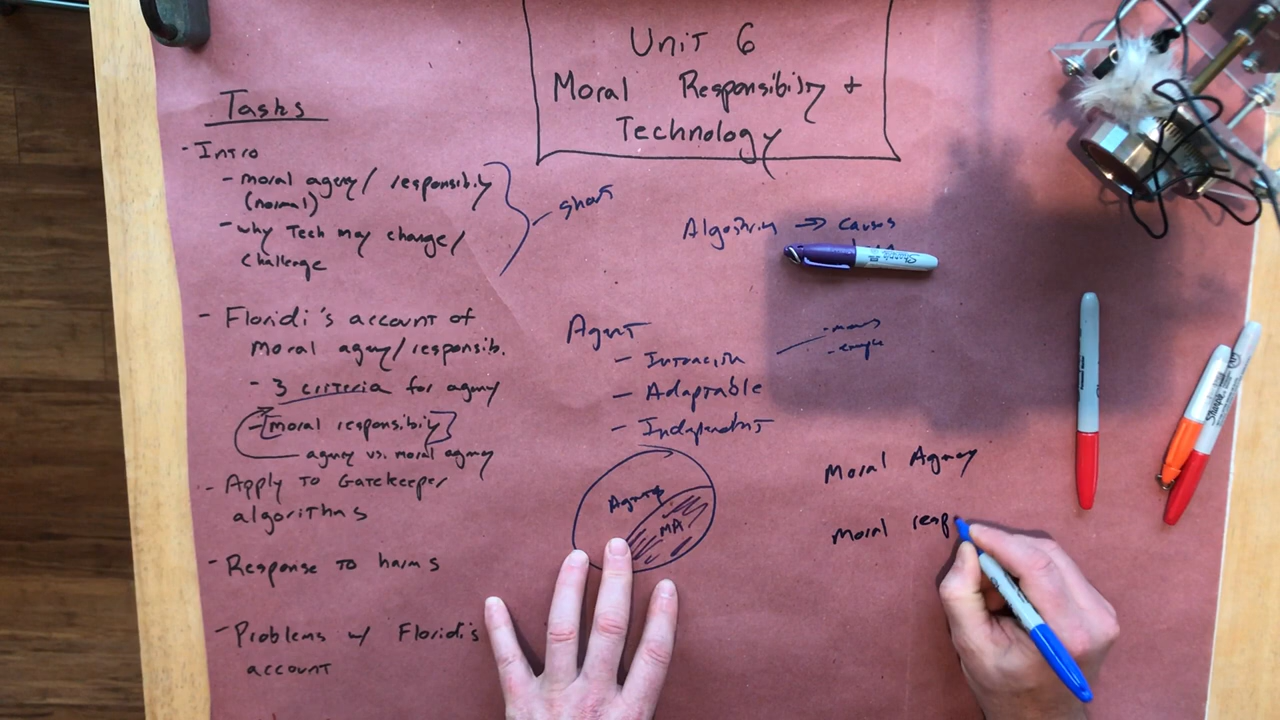 Unit 6
Moral Responsibility +
Technology
Tasks
- Intro
- moral agency/ responsibility
(normal)
- why Tech may change/
challenge
short
- Floridi's account of
Moral agency/responsib.
- 3 criteria for agency
- [moral responsibility]
agency vs. moral agency
- Apply to Gatekeeper
algorithms
- Response to harms
- Problems w/ Floridi's
account
Algorithm → causes
Agent
- Interaction
- Adaptable
- Independent
Agents
MA
Moral Agency
Moral resp
Sharpie